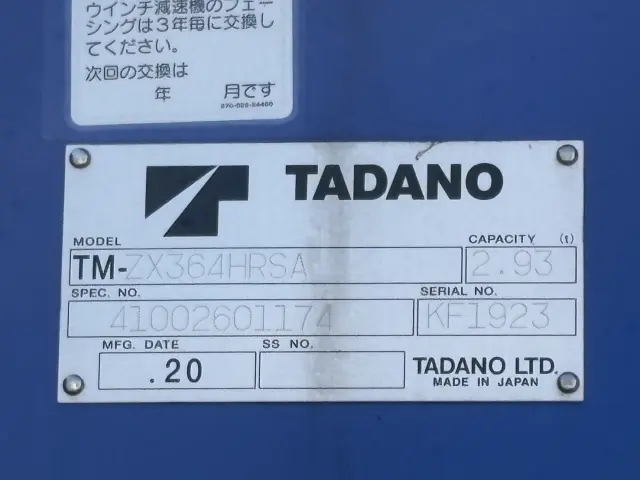 ウインチ減速機のフェー
シングは3年毎に交換し
てください。
次回の交換は
年 月です
TADANO
MODEL CAPACITY (t)
TM-ZX364HRSA 2.93
SPEC. NO. SERIAL NO.
41002601174 KF1923
MFG. DATE SS NO.
.20
TADANO LTD.
MADE IN JAPAN